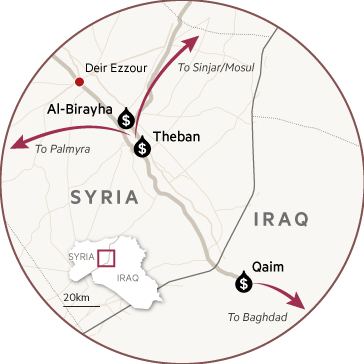 Deir Ezzour
To Sinjar/Mosul
Al-Birayha
$
Theban
$
To Palmyra
SYRIA
IRAQ
SYRIA
IRAQ
Qaim
$
20km
To Baghdad